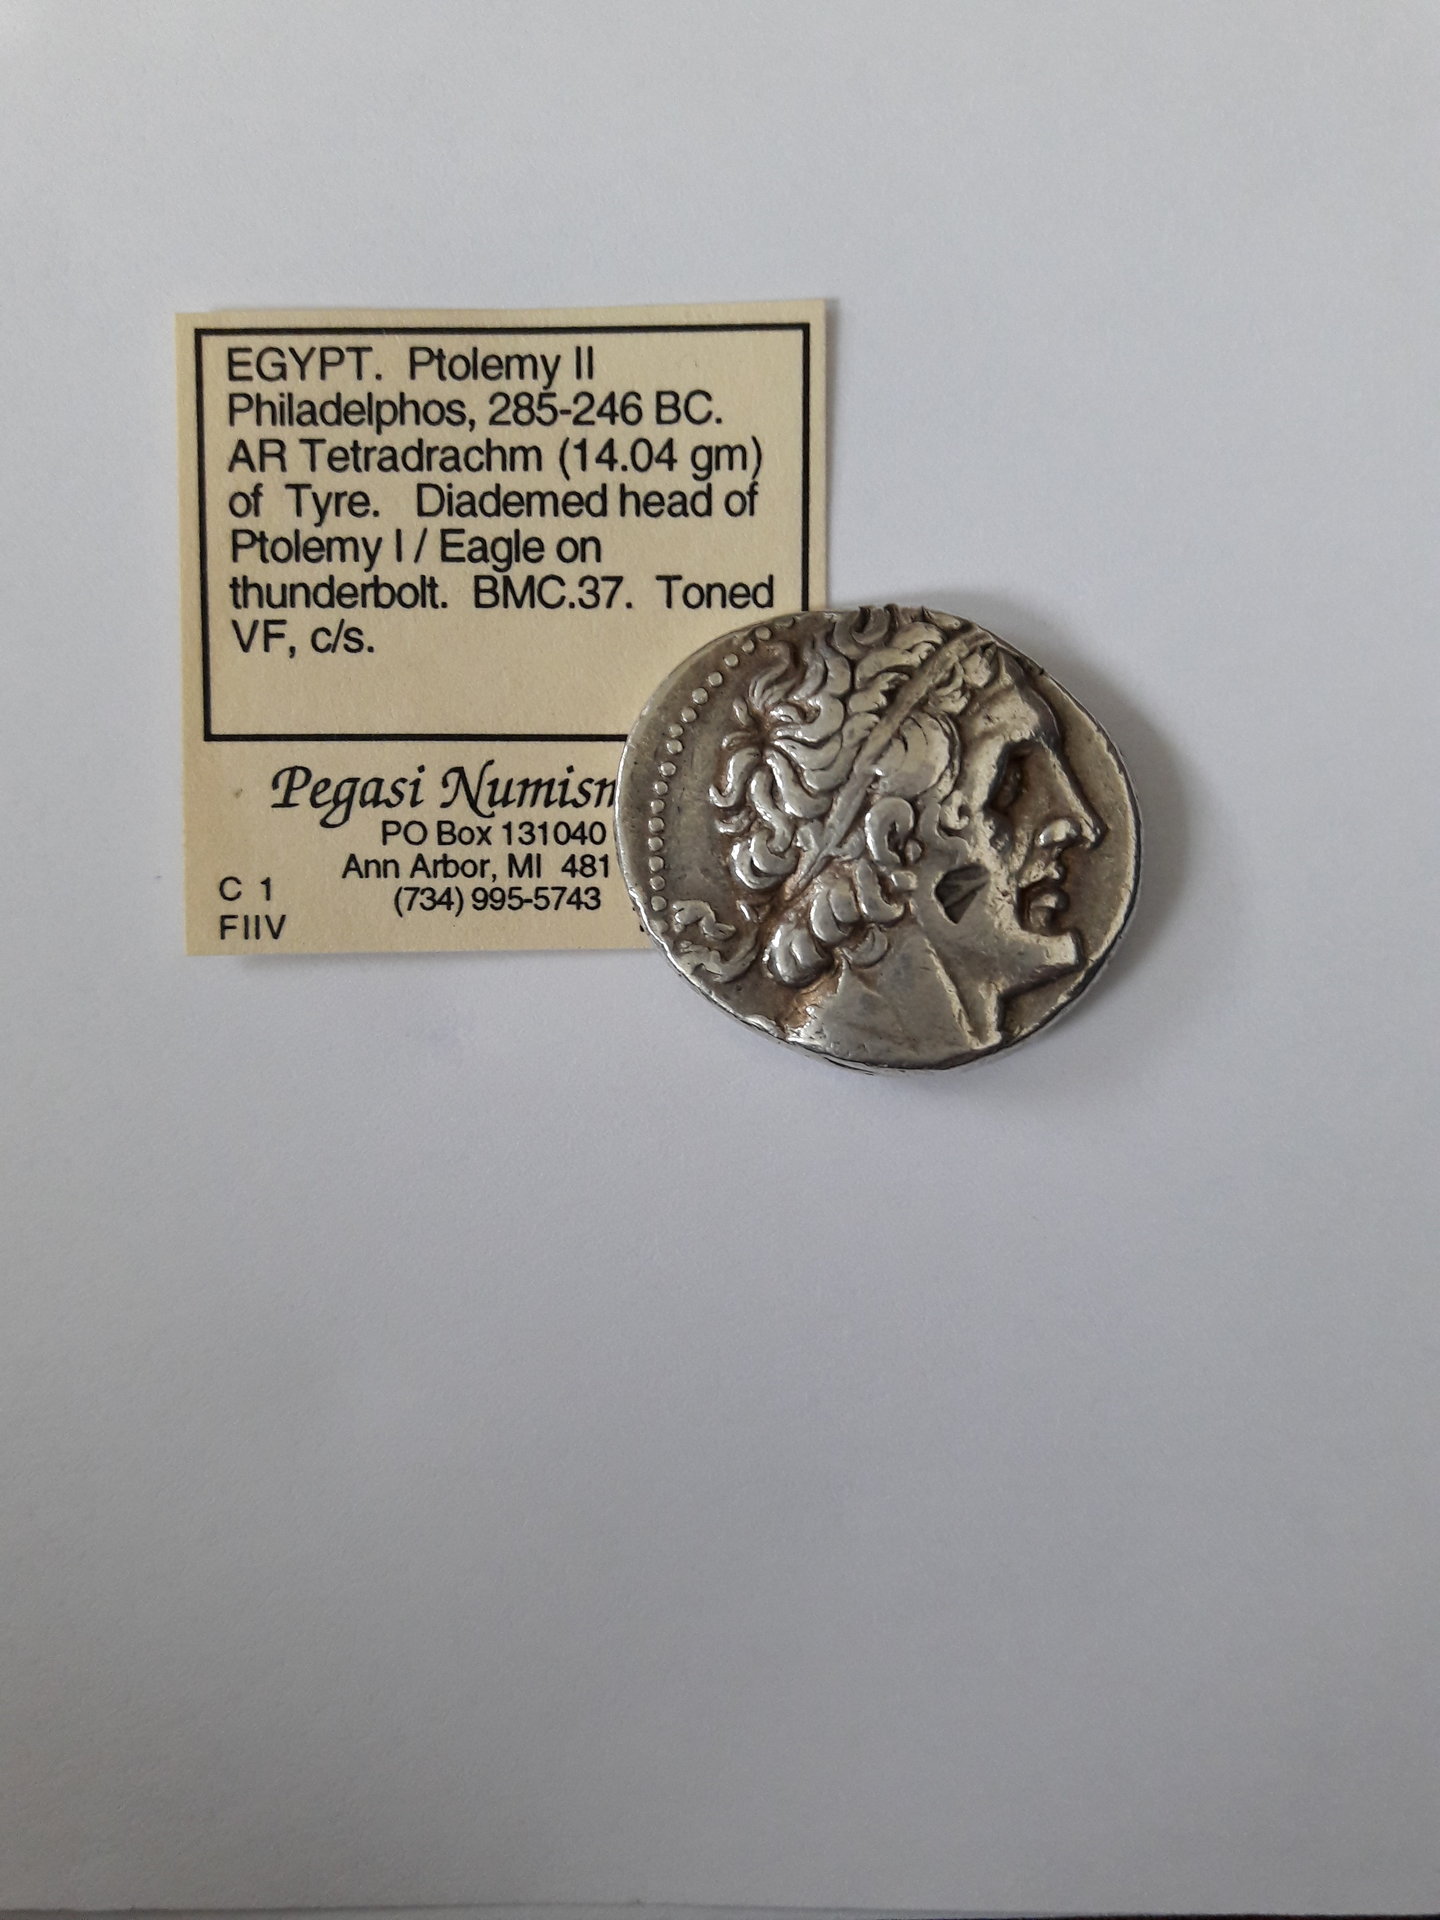 EGYPT. Ptolemy II
Philadelphos, 285-246 BC.
AR Tetradrachm (14.04 gm)
of Tyre. Diademed head of
Ptolemy I / Eagle on
thunderbolt. BMC.37. Toned
VF, c/s.
Pegasi
PO Box 131040
Ann Arbor, MI 481
(734) 995-5743
C 1
FIIV